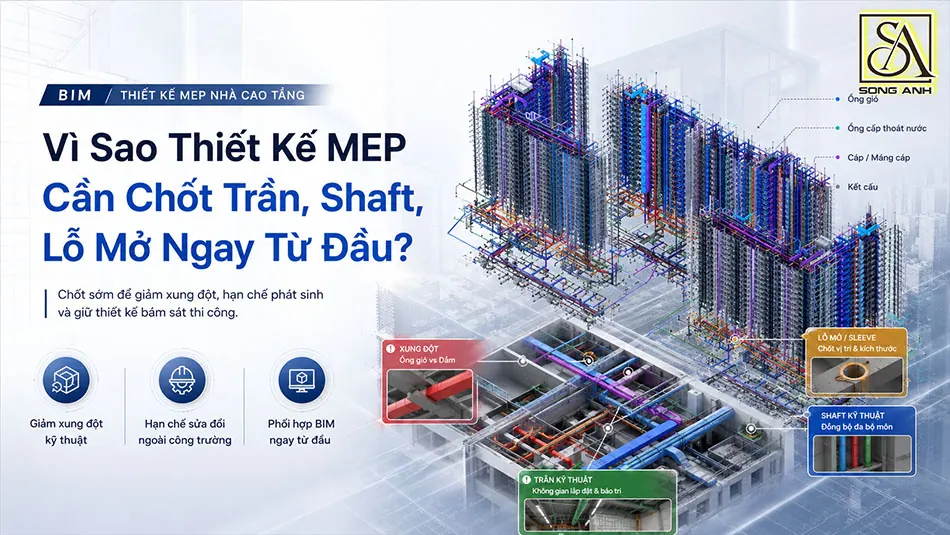 SA
SONG ANH
BIM / THIẾT KẾ MEP NHÀ CAO TẦNG
Vì Sao Thiết Kế MEP
Cần Chốt Trần, Shaft,
Lỗ Mở Ngay Từ Đầu?
Chốt sớm để giảm xung đột, hạn chế phát sinh
và giữ thiết kế bám sát thi công.
Giảm xung đột
kỹ thuật
Hạn chế sửa đổi
ngoài công trường
Phối hợp BIM
ngay từ đầu
Ống gió
Ống cấp thoát nước
Cáp / Máng cáp
Kết cấu
XUNG ĐỘT
Ống gió vs Dầm
LỖ MỞ / SLEEVE
Chốt vị trí & kích thước
SHAFT KỸ THUẬT
Đồng bộ đa bộ môn
TRẦN KỸ THUẬT
Không gian lắp đặt & bảo trì